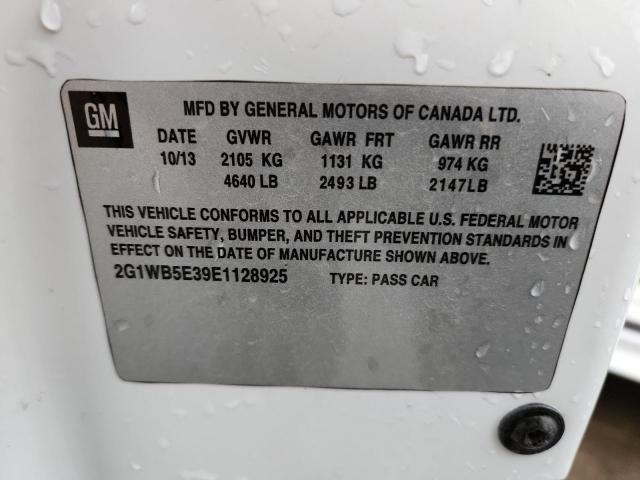 GM
MFD BY GENERAL MOTORS OF CANADA LTD.
DATE GVWR GAWR FRT GAWR RR
10/13 2105 KG 1131 KG 974 KG
4640 LB 2493 LB 2147LB
THIS VEHICLE CONFORMS TO ALL APPLICABLE U.S. FEDERAL MOTOR
VEHICLE SAFETY, BUMPER, AND THEFT PREVENTION STANDARDS IN
EFFECT ON THE DATE OF MANUFACTURE SHOWN ABOVE.
2G1WB5E39E1128925 TYPE: PASS CAR